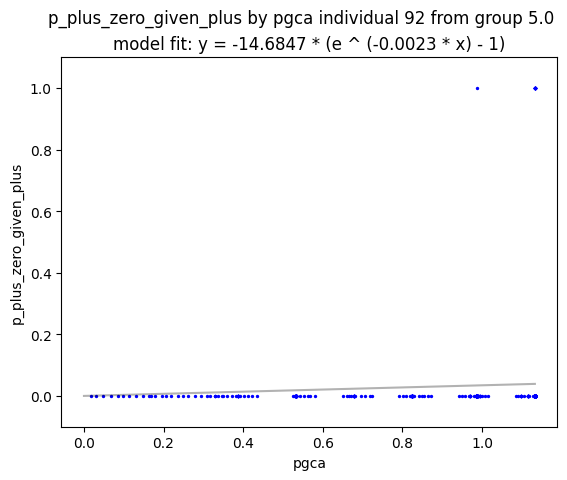 p_plus_zero_given_plus by pgca individual 92 from group 5.0
model fit: y = -14.6847 * (e ^ (-0.0023 * x) - 1)
1.0
0.8
0.6
0.4
0.2
0.0
p_plus_zero_given_plus
0.0 0.2 0.4 0.6 0.8 1.0
pgca